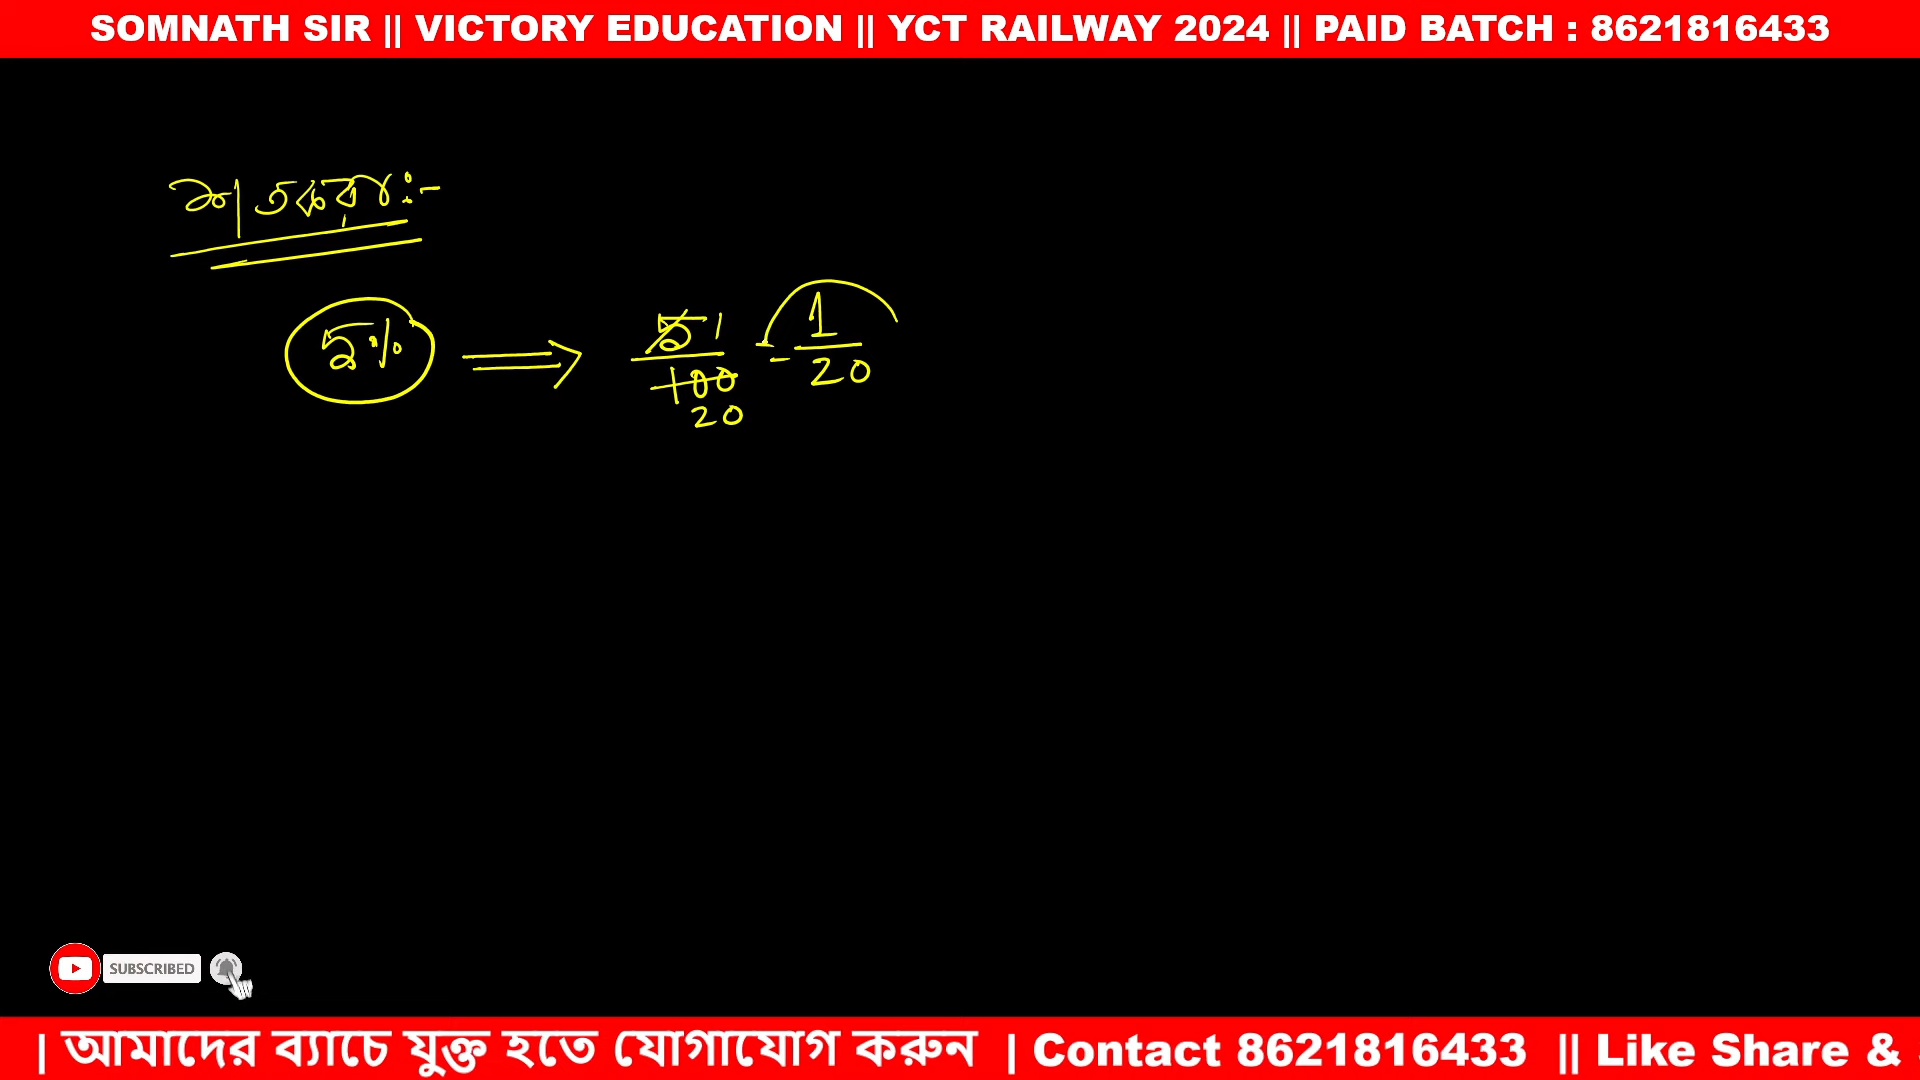 SOMNATH SIR || VICTORY EDUCATION || YCT RAILWAY 2024 || PAID BATCH : 8621816433
শতকরা:-
5% ⇒ 5/100 = 1/20
1
20
SUBSCRIBED
| আমাদের ব্যাচে যুক্ত হতে যোগাযোগ করুন | Contact 8621816433 || Like Share &